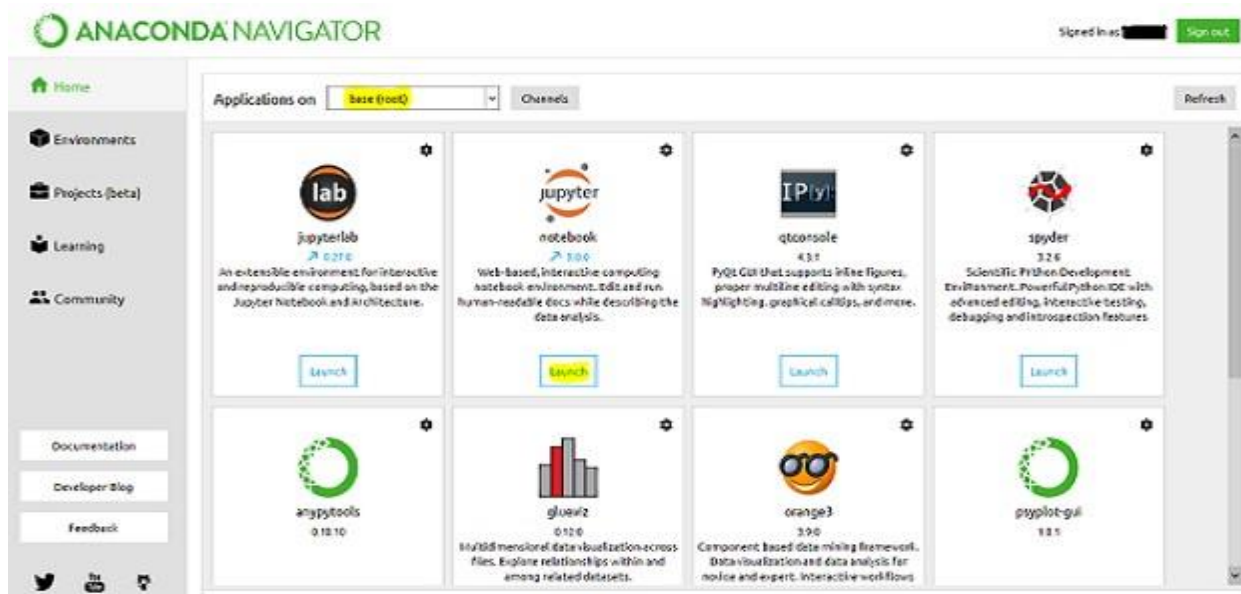 ANACONDA NAVIGATOR
Signed in as
Sign out
Home
Environments
Projects (beta)
Learning
Community
Documentation
Developer Blog
Feedback
Applications on
base (root)
Channels
Refresh
lab
jupyterlab
0.27.0
An extensible environment for interactive
and reproducible computing, based on the
Jupyter Notebook and Architecture.
Launch
jupyter
notebook
5.0.0
Web-based, interactive computing
notebook environment. Edit and run
human-readable docs while describing the
data analysis.
Launch
IP[y]:
qtconsole
4.3.1
PyQt GUI that supports inline figures,
proper multiline editing with syntax
highlighting, graphical calltips, and more.
Launch
spyder
3.2.6
Scientific PYthon Development
EnviRonment. Powerful Python IDE with
advanced editing, interactive testing,
debugging and introspection features
Launch
anypytools
0.10.10
glueviz
0.12.0
Multidimensional data visualization across
files. Explore relationships within and
among related datasets.
orange3
3.9.0
Component based data mining framework.
Data visualization and data analysis for
novice and expert. Interactive workflows
psyplot-gui
1.0.1
You
Tube